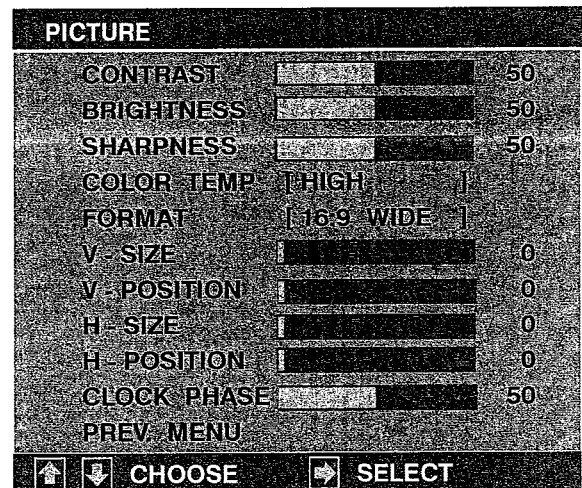 PICTURE
CONTRAST 50
BRIGHTNESS 50
SHARPNESS 50
COLOR TEMP [ HIGH ]
FORMAT [ 16:9 WIDE ]
V - SIZE 0
V - POSITION 0
H - SIZE 0
H - POSITION 0
CLOCK PHASE 50
PREV. MENU
CHOOSE SELECT